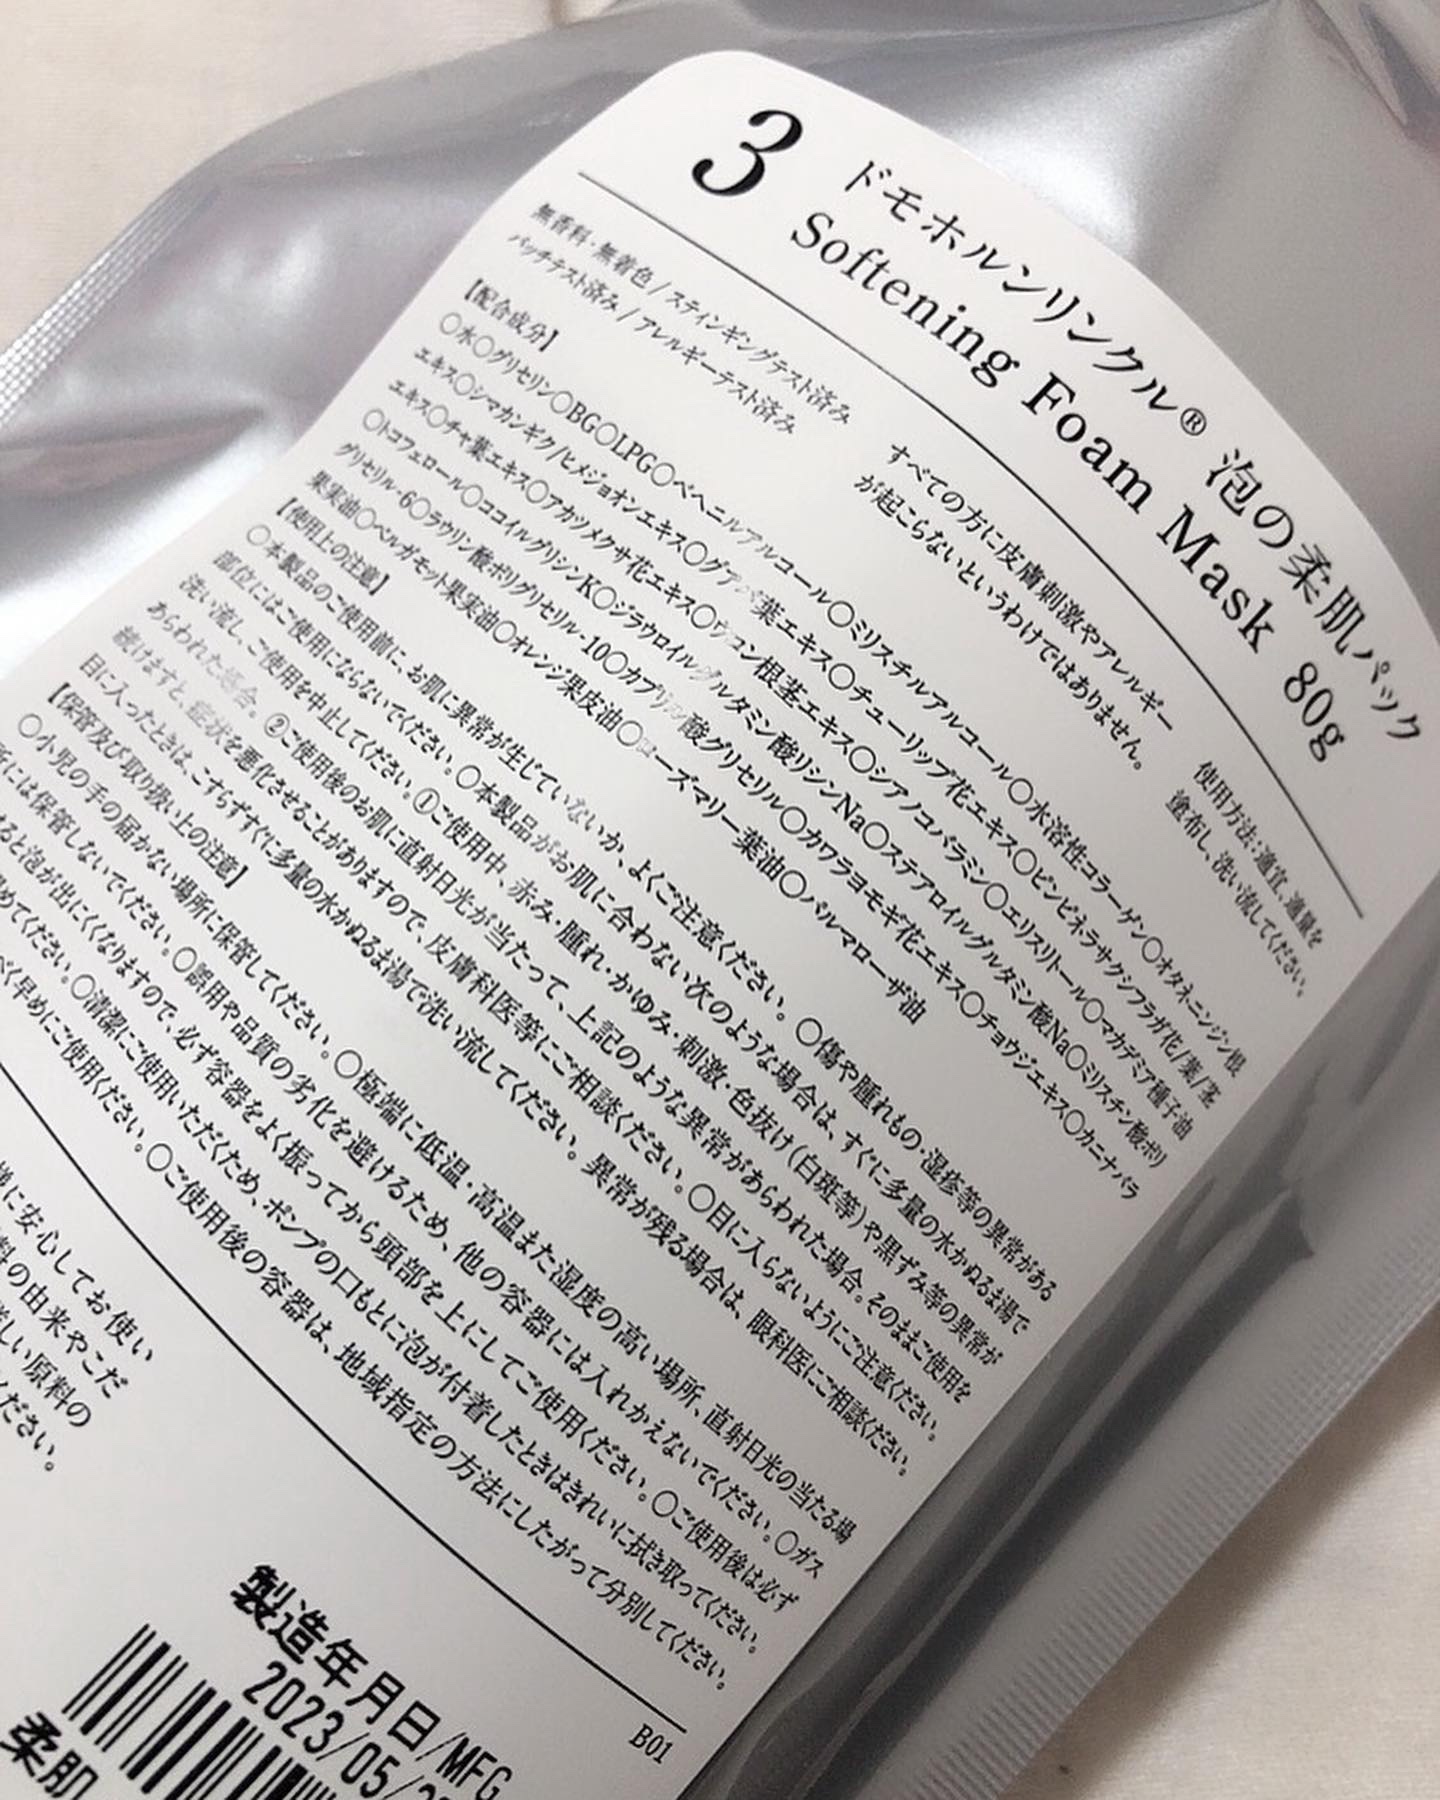 3
ドモホルンリンクル® 泡の柔肌パック
Softening Foam Mask 80g
無香料・無着色 / スティンギングテスト済み
パッチテスト済み / アレルギーテスト済み
すべての方に皮膚刺激やアレルギー
が起こらないというわけではありません。
使用方法:適宜、適量を
塗布し、洗い流してください。
【配合成分】
○水○グリセリン○BG○LPG○ベヘニルアルコール○ミリスチルアルコール○水溶性コラーゲン○オタネニンジン根
エキス○シマカンギク/ヒメジョオンエキス○ゲットウ葉エキス○チューリップ花エキス○ピンピネラサクシフラガ花/葉/茎
エキス○チャ葉エキス○アカツメクサ花エキス○ウコン根茎エキス○シアノコバラミン○エリスリトール○マカデミア種子油
○トコフェロール○ココイルグリシンK○ジラウロイルグルタミン酸リシンNa○ステアロイルグルタミン酸Na○ミリスチン酸ポリ
グリセリル-6○ラウリン酸ポリグリセリル-10○カプリル酸グリセリル○カワラヨモギ花エキス○チョウジエキス○カニナバラ
果実油○ベルガモット果実油○オレンジ果皮油○ローズマリー葉油○パルマローザ油
【使用上の注意】
○本製品のご使用前に、お肌に異常が生じていないか、よくご注意ください。○傷や腫れもの・湿疹等の異常がある
部位にはご使用にならないでください。○本製品がお肌に合わない次のような場合は、すぐに多量の水かぬるま湯で
洗い流し、ご使用を中止してください。①ご使用中、赤み・腫れ・かゆみ・刺激・色抜け(白斑等)や黒ずみ等の異常が
あらわれた場合。②ご使用後のお肌に直射日光が当たって、上記のような異常があらわれた場合。そのままご使用を
続けますと、症状を悪化させることがありますので、皮膚科医等にご相談ください。○目に入らないようにご注意ください。
目に入ったときは、こすらずすぐに多量の水かぬるま湯で洗い流してください。異常が残る場合は、眼科医にご相談ください。
【保管及び取り扱い上の注意】
○小児の手の届かない場所に保管してください。○極端に低温・高温また湿度の高い場所、直射日光の当たる場
所には保管しないでください。○誤用や品質の劣化を避けるため、他の容器には入れかえないでください。○ガス
ると泡が出にくくなりますので、必ず容器をよく振ってから頭部を上にしてご使用ください。○ご使用後は必ず
めてください。○清潔にご使用いただくため、ポンプの口もとに泡が付着したときはきれいに拭き取ってください。
く早めにご使用ください。○ご使用後の容器は、地域指定の方法にしたがって分別してください。
様に安心してお使い
料の由来やこだ
しい原料の
ください。
B01
製造年月日/MFG
2023/05/2
柔肌